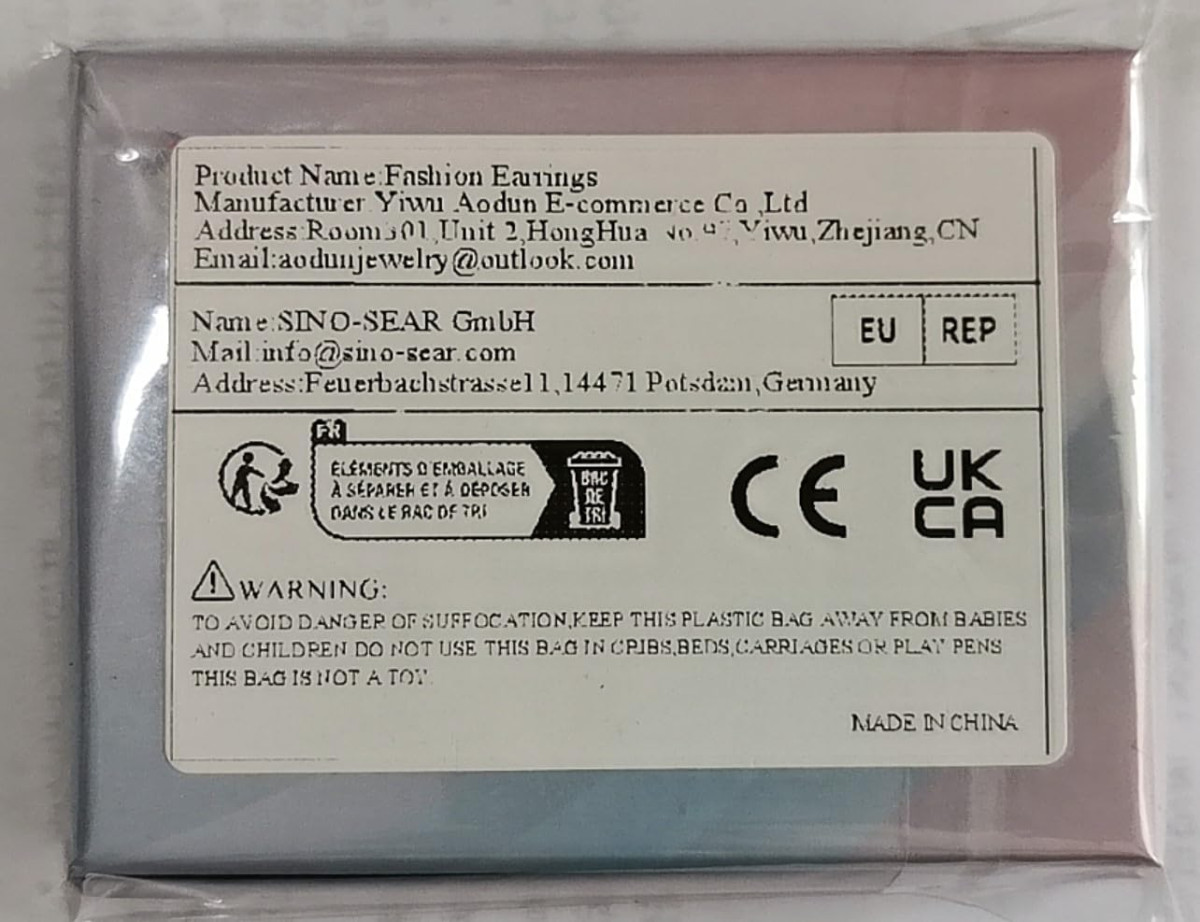 Product Name:Fashion Earrings
Manufacturer Yiwu Aodun E-commerce Co.,Ltd
Address:Room301,Unit 2,HongHua No. Yiwu,Zhejiang,CN
Email:aodunjewelry@outlook.com
Name:SINO-SEAR GmbH
EU REP
Mail:info@sino-sear.com
Address:Feuerbachstrasse11,14471 Potsdam,Germany
FR
ÉLÉMENTS D'EMBALLAGE
À SÉPARER ET À DÉPOSER
DANS LE BAC DE TRI
BAC
DE
TRI
CE
UK
CA
WARNING:
TO AVOID DANGER OF SUFFOCATION,KEEP THIS PLASTIC BAG AWAY FROM BABIES
AND CHILDREN DO NOT USE THIS BAG IN CRIBS,BEDS,CARRIAGES OR PLAY PENS
THIS BAG IS NOT A TOY.
MADE IN CHINA